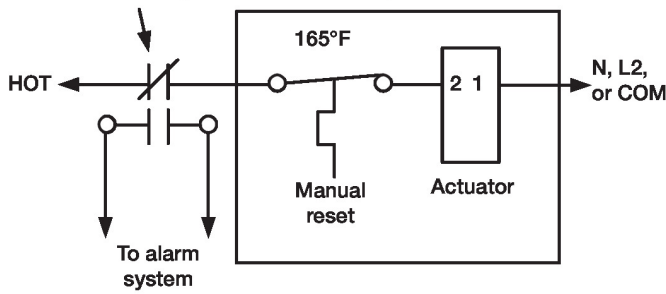 165°F
HOT
2 1
N, L2,
or COM
Manual
reset
Actuator
To alarm
system